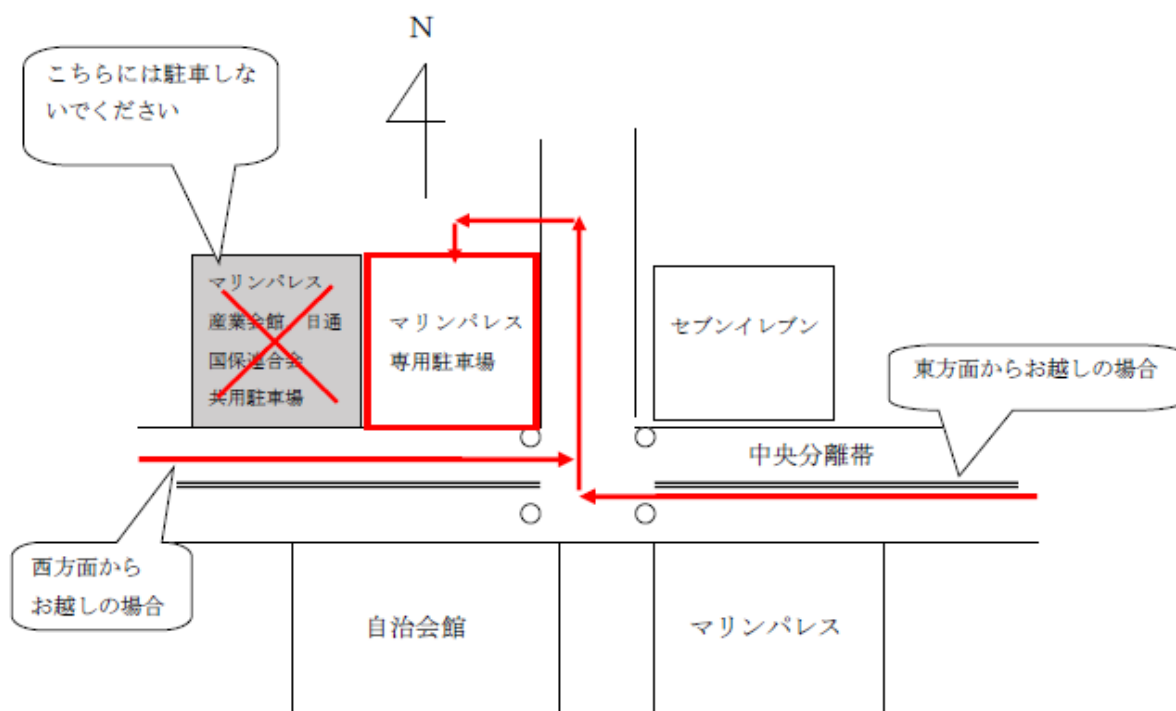 N
こちらには駐車しな
いでください
マリンパレス
産業会館、日通
国保連合会
共用駐車場
マリンパレス
専用駐車場
セブンイレブン
東方面からお越しの場合
中央分離帯
西方面から
お越しの場合
自治会館
マリンパレス